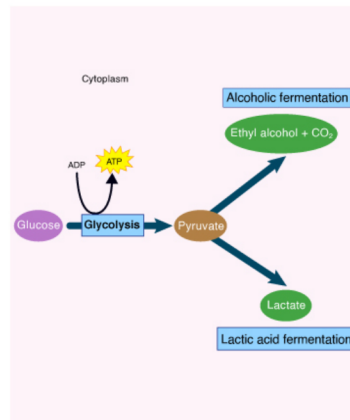 Cytoplasm
Alcoholic fermentation
Ethyl alcohol + CO₂
ADP
ATP
Glucose
Glycolysis
Pyruvate
Lactate
Lactic acid fermentation